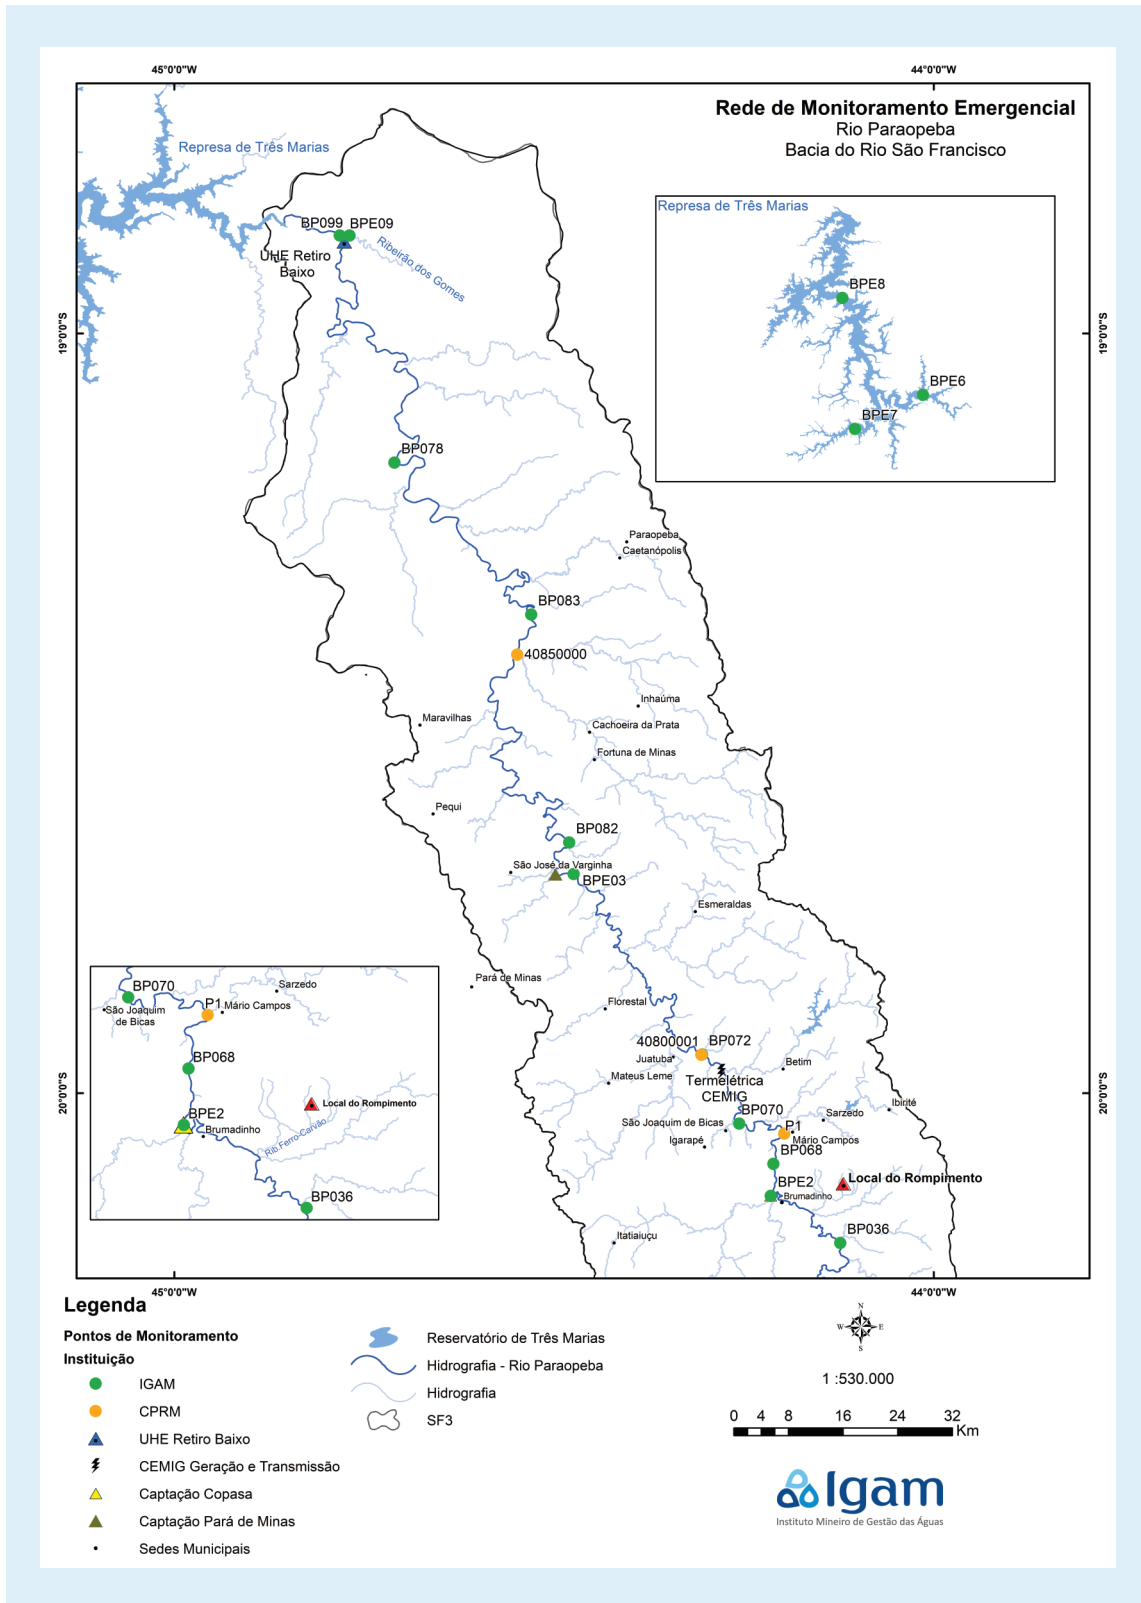 45°0'0"W
44°0'0"W
Rede de Monitoramento Emergencial
Rio Paraopeba
Bacia do Rio São Francisco
Represa de Três Marias
Represa de Três Marias
BP099
BPE09
Ribeirão dos Gomes
UHE Retiro
Baixo
BPE8
19°0'0"S
19°0'0"S
BPE6
BPE7
BP078
Paraopeba
Caetanópolis
BP083
40850000
Inhaúma
Maravilhas
Cachoeira da Prata
Fortuna de Minas
Pequi
BP082
São José da Varginha
BPE03
Esmeraldas
Pará de Minas
Florestal
BP070
Sarzedo
São Joaquim
de Bicas
P1
Mário Campos
BP068
BPE2
Local do Rompimento
Brumadinho
Rib.Ferro-Carvão
BP036
40800001
BP072
Juatuba
Betim
Mateus Leme
Termelétrica
CEMIG
20°0'0"S
20°0'0"S
Ibirité
BP070
Sarzedo
São Joaquim de Bicas
P1
Mário Campos
Igarapé
BP068
Local do Rompimento
BPE2
Brumadinho
BP036
Itatiaiuçu
45°0'0"W
44°0'0"W
Legenda
Pontos de Monitoramento
Instituição
IGAM
CPRM
UHE Retiro Baixo
CEMIG Geração e Transmissão
Captação Copasa
Captação Pará de Minas
Sedes Municipais
Reservatório de Três Marias
Hidrografia - Rio Paraopeba
Hidrografia
SF3
N
W
E
S
1 :530.000
0 4 8 16 24 32
Km
Igam
Instituto Mineiro de Gestão das Águas